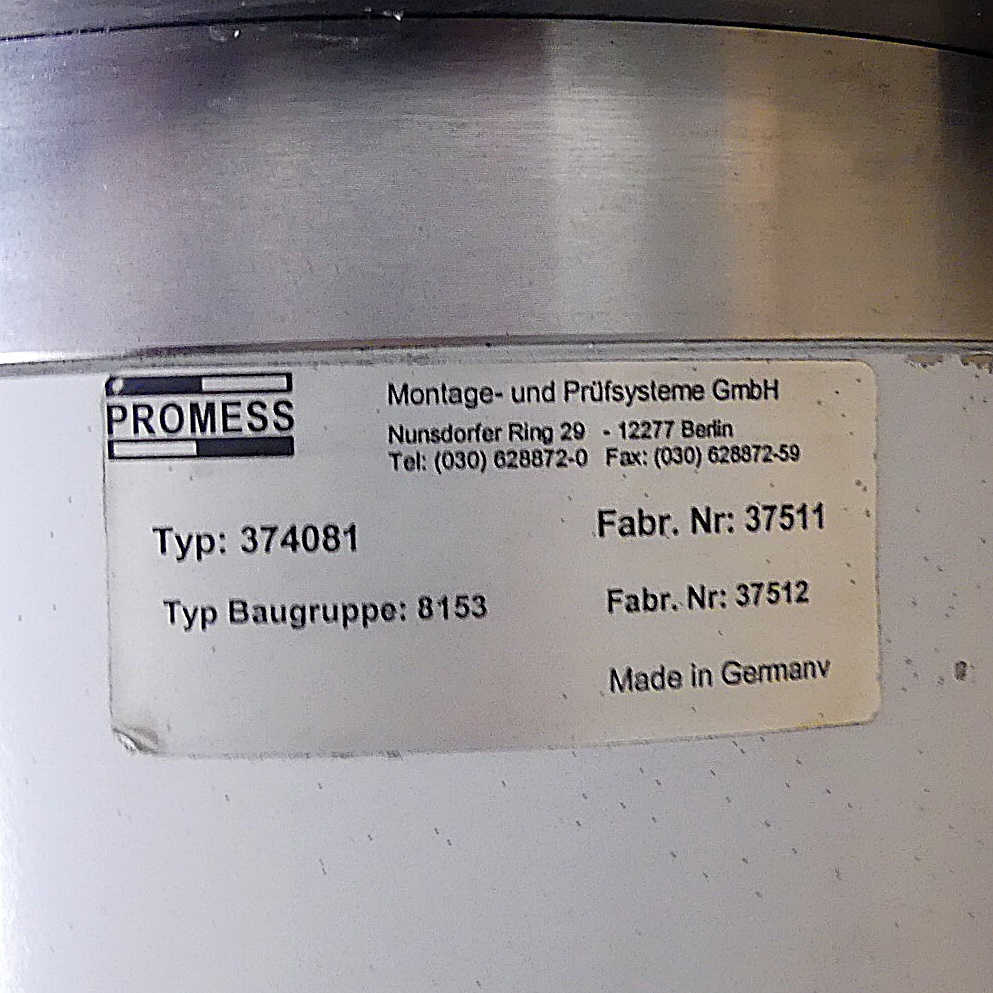 PROMESS
Montage- und Prüfsysteme GmbH
Nunsdorfer Ring 29 - 12277 Berlin
Tel: (030) 628872-0 Fax: (030) 628872-59
Typ: 374081
Fabr. Nr: 37511
Typ Baugruppe: 8153
Fabr. Nr: 37512
Made in Germany